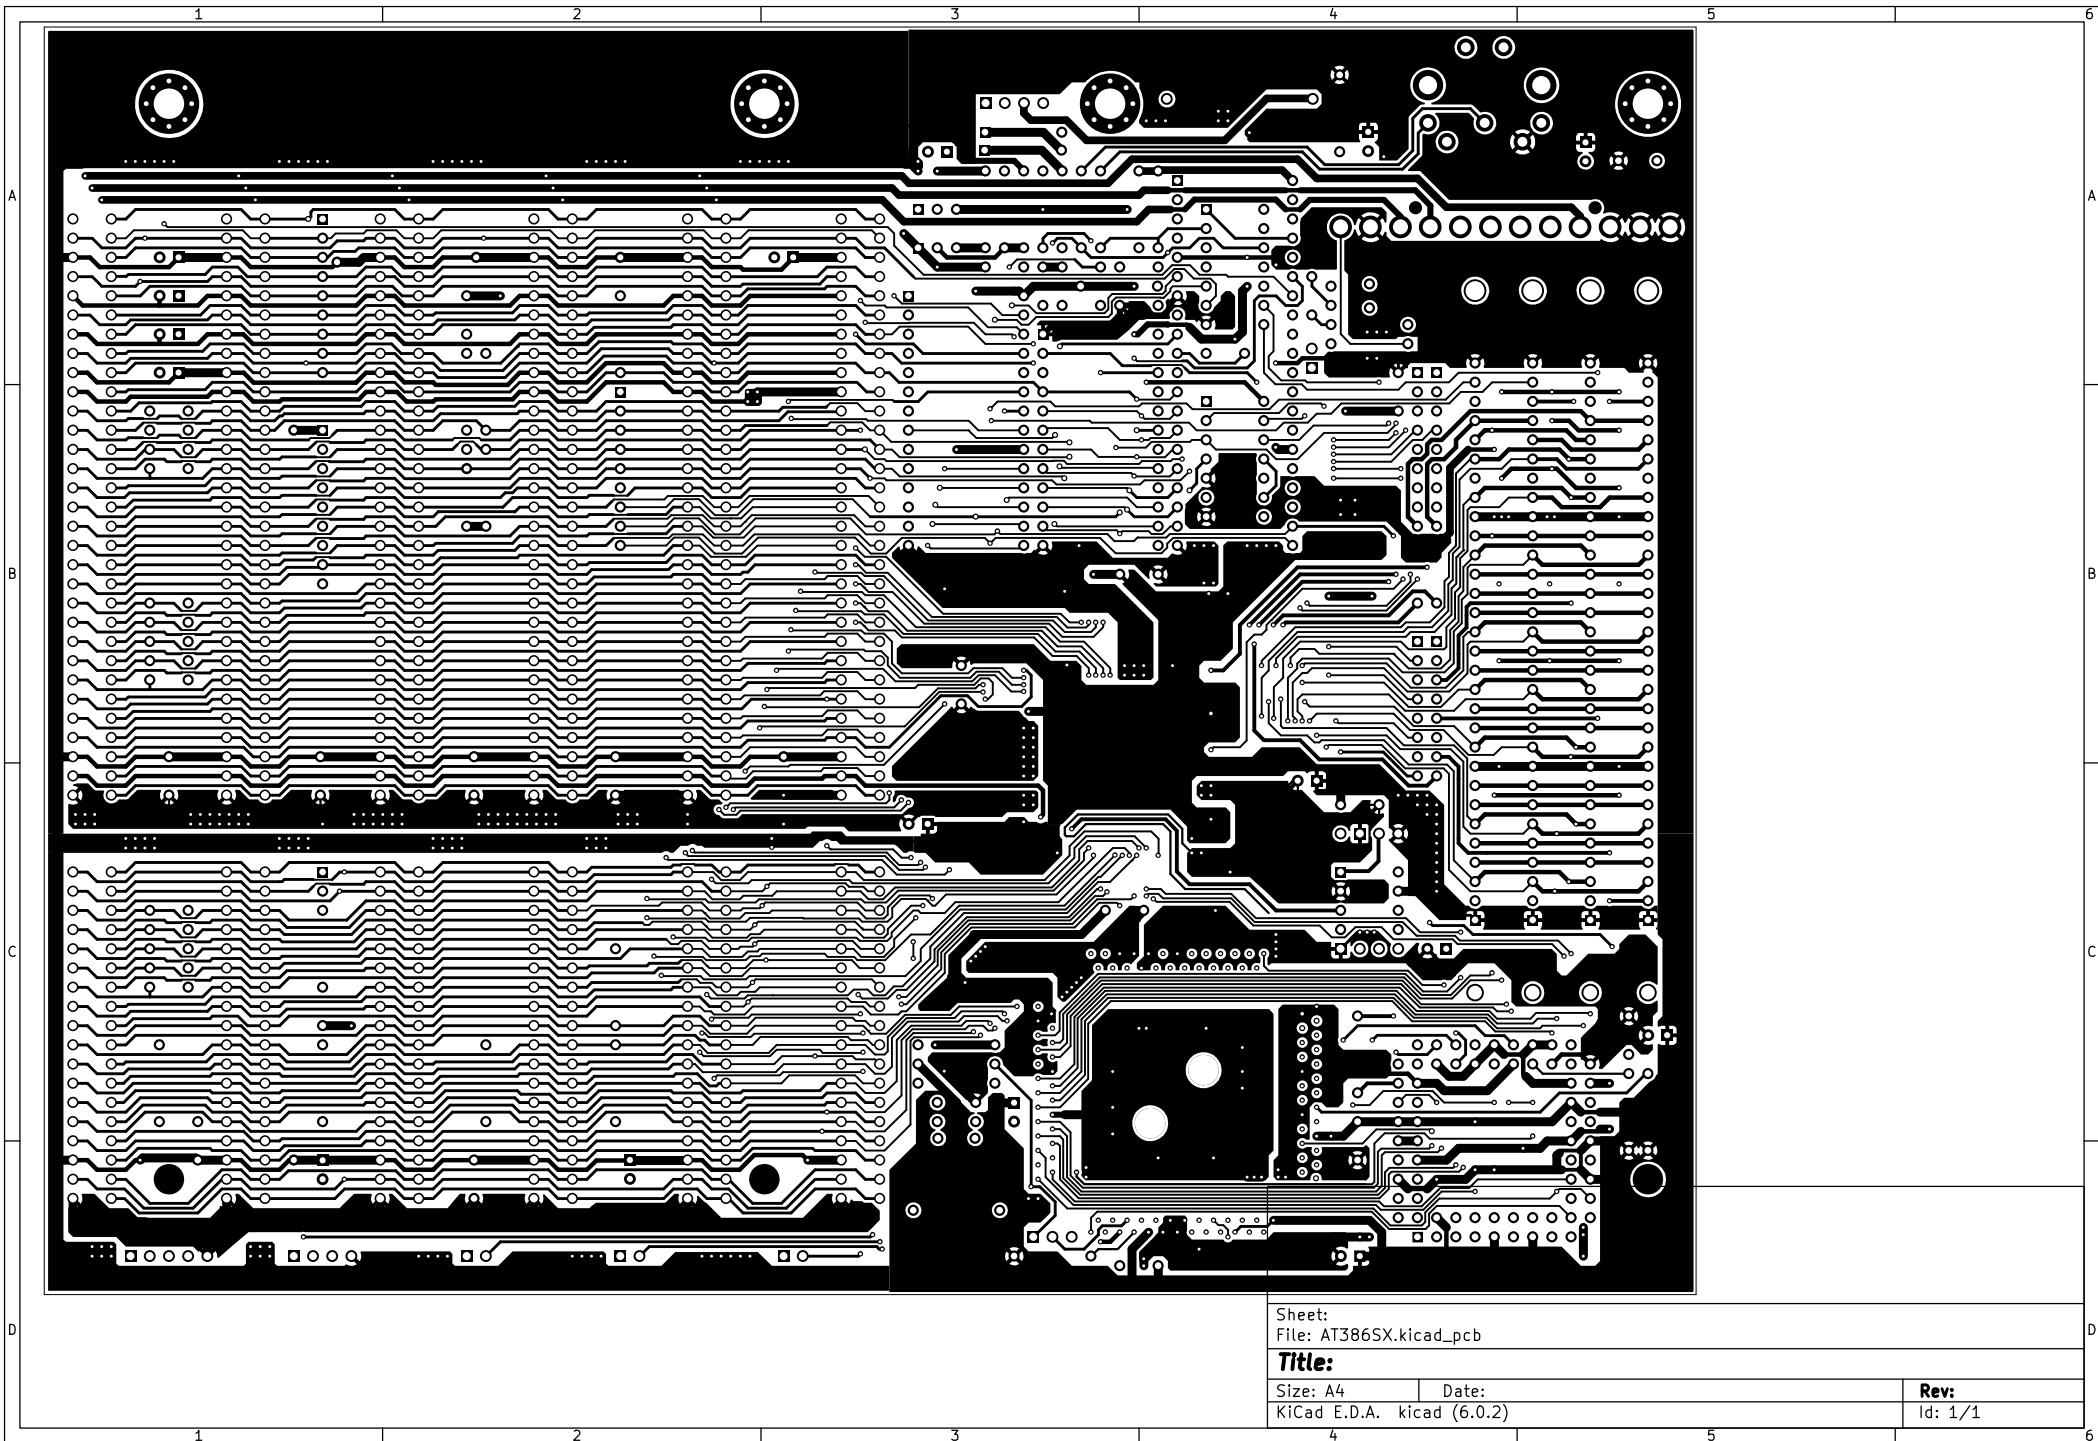 1 2 3 4 5 6
A A
B B
C C
D D
Sheet:
File: AT386SX.kicad_pcb
Title:
Size: A4 Date: Rev:
KiCad E.D.A. kicad (6.0.2) Id: 1/1
1 2 3 4 5 6